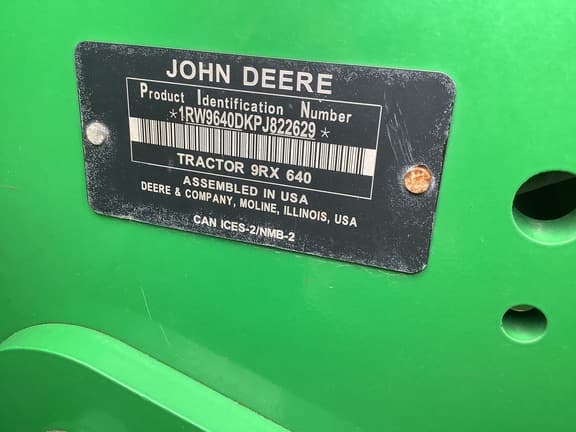 JOHN DEERE
Product Identification Number
*1RW9640DKPJ822629*
TRACTOR 9RX 640
ASSEMBLED IN USA
DEERE & COMPANY, MOLINE, ILLINOIS, USA
CAN ICES-2/NMB-2